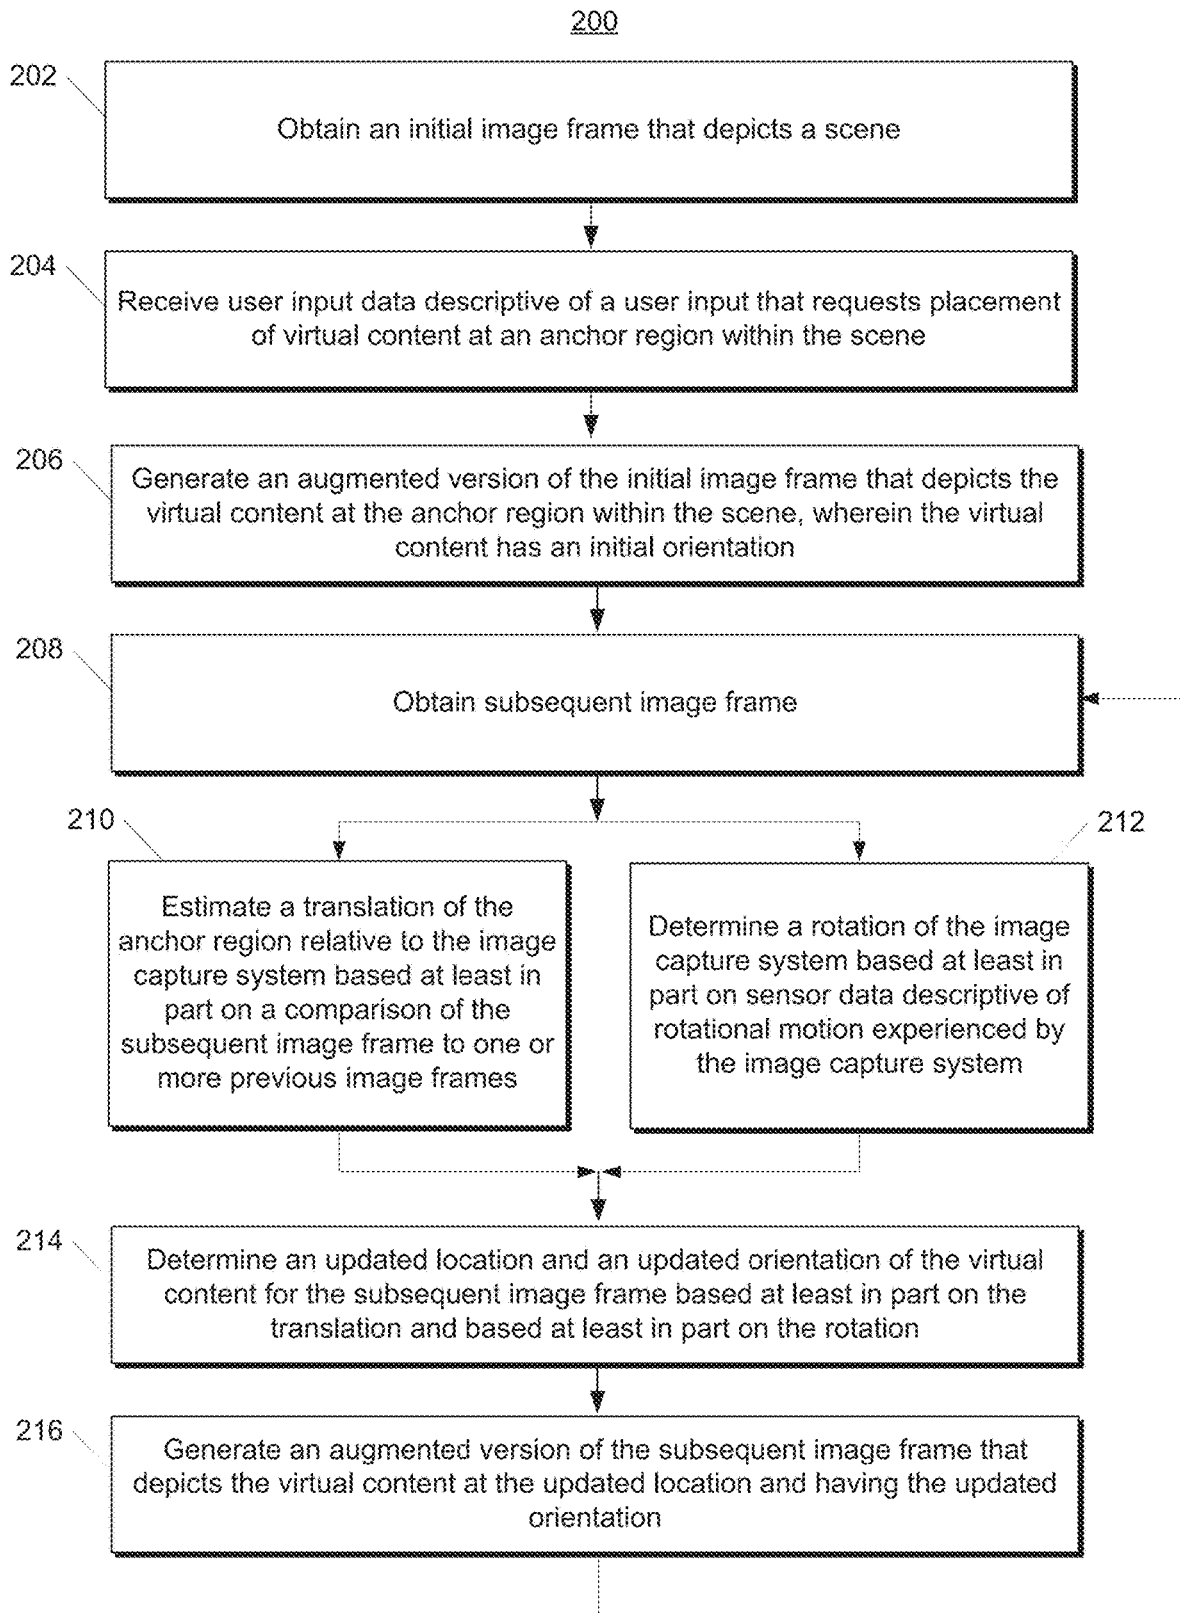 200
202
Obtain an initial image frame that depicts a scene
204
Receive user input data descriptive of a user input that requests placement
of virtual content at an anchor region within the scene
206
Generate an augmented version of the initial image frame that depicts the
virtual content at the anchor region within the scene, wherein the virtual
content has an initial orientation
208
Obtain subsequent image frame
210
Estimate a translation of the
anchor region relative to the image
capture system based at least in
part on a comparison of the
subsequent image frame to one or
more previous image frames
212
Determine a rotation of the image
capture system based at least in
part on sensor data descriptive of
rotational motion experienced by
the image capture system
214
Determine an updated location and an updated orientation of the virtual
content for the subsequent image frame based at least in part on the
translation and based at least in part on the rotation
216
Generate an augmented version of the subsequent image frame that
depicts the virtual content at the updated location and having the updated
orientation